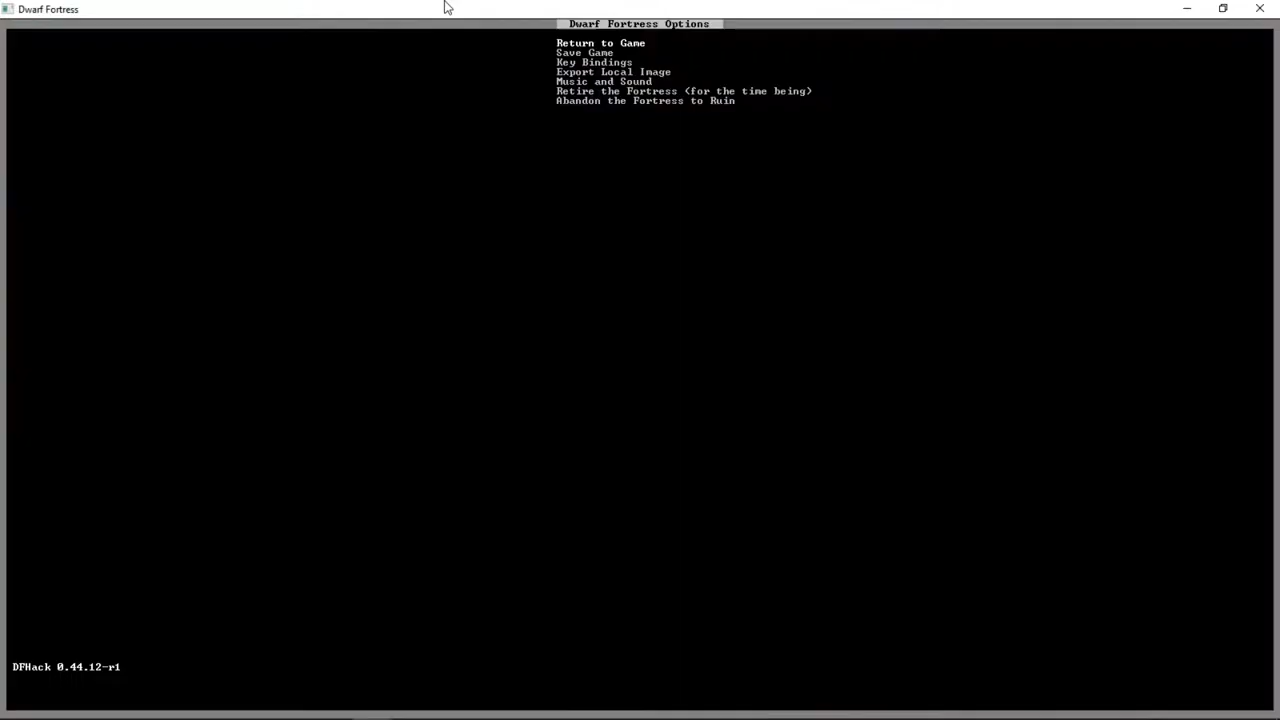 Dwarf Fortress
Dwarf Fortress Options
Return to Game
Save Game
Key Bindings
Export Local Image
Music and Sound
Retire the Fortress (for the time being)
Abandon the Fortress to Ruin
DFHack 0.44.12-r1